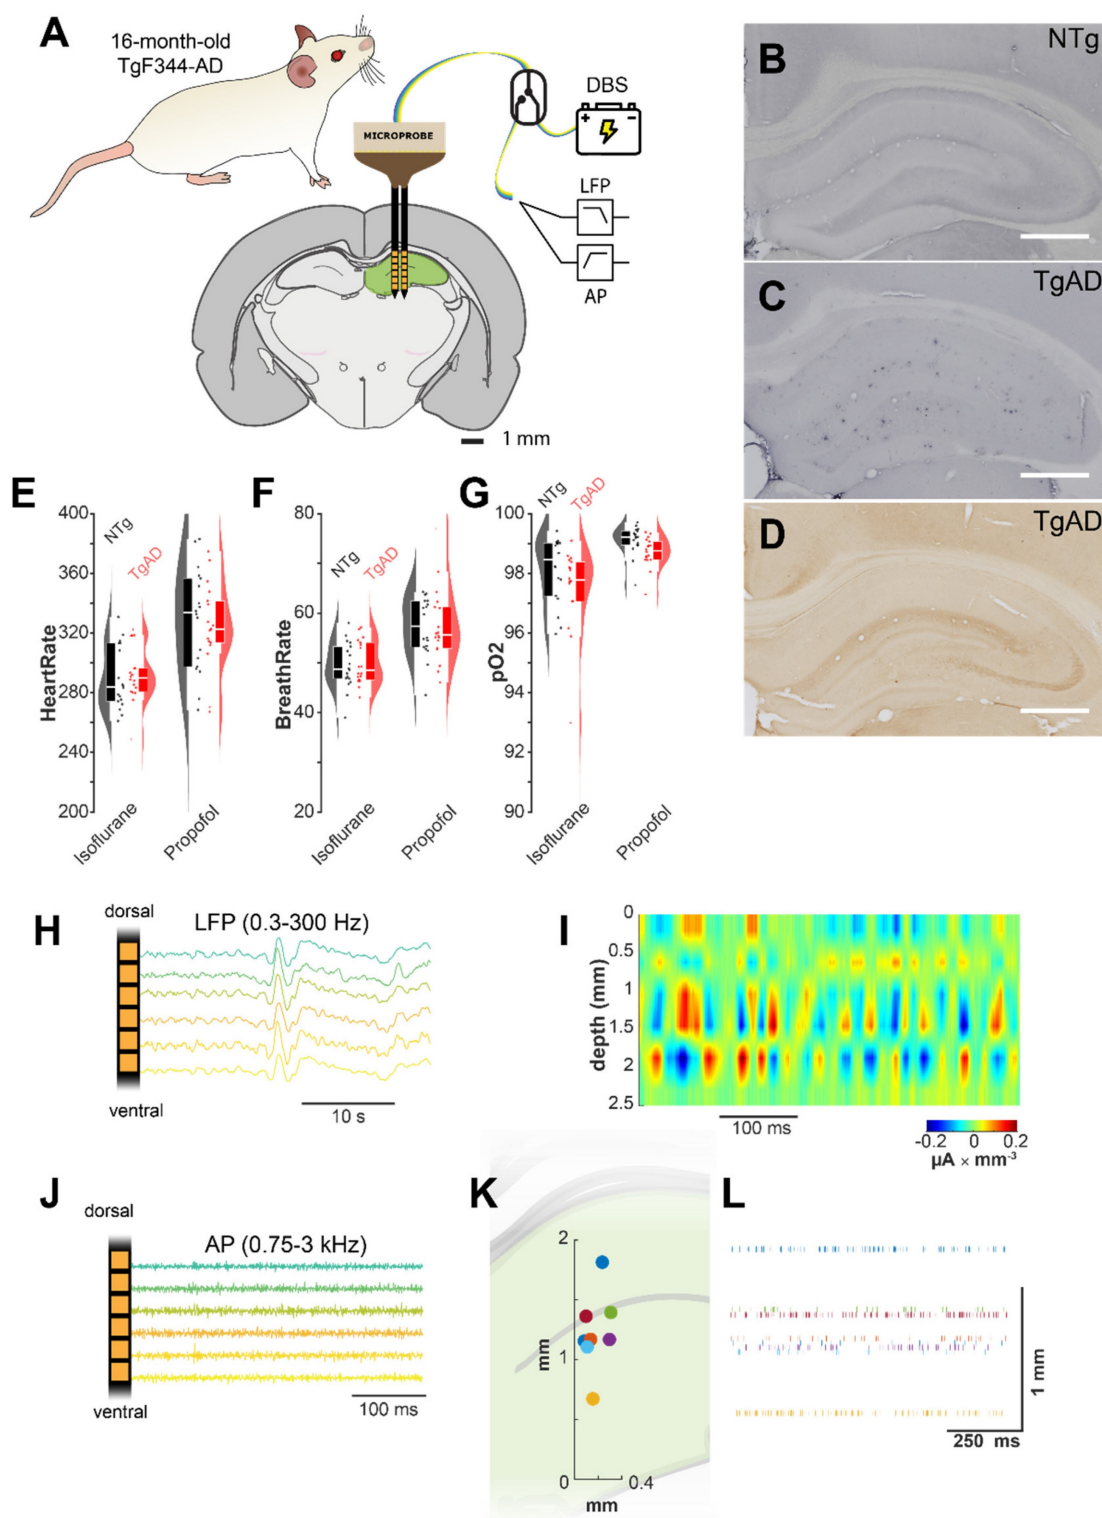 A
16-month-old
TgF344-AD
MICROPROBE
DBS
+ -
LFP
AP
1 mm
B
NTg
C
TgAD
D
TgAD
E
HeartRate
400
360
320
280
240
200
NTg
TgAD
Isoflurane
Propofol
F
BreathRate
80
60
40
20
NTg
TgAD
Isoflurane
Propofol
G
pO2
100
98
96
94
92
90
NTg
TgAD
Isoflurane
Propofol
H
dorsal
LFP (0.3-300 Hz)
ventral
10 s
I
depth (mm)
0
0.5
1
1.5
2
2.5
100 ms
-0.2 0 0.2
µA × mm-3
J
dorsal
AP (0.75-3 kHz)
ventral
100 ms
K
2
mm
1
0
0.4
mm
L
1 mm
250 ms